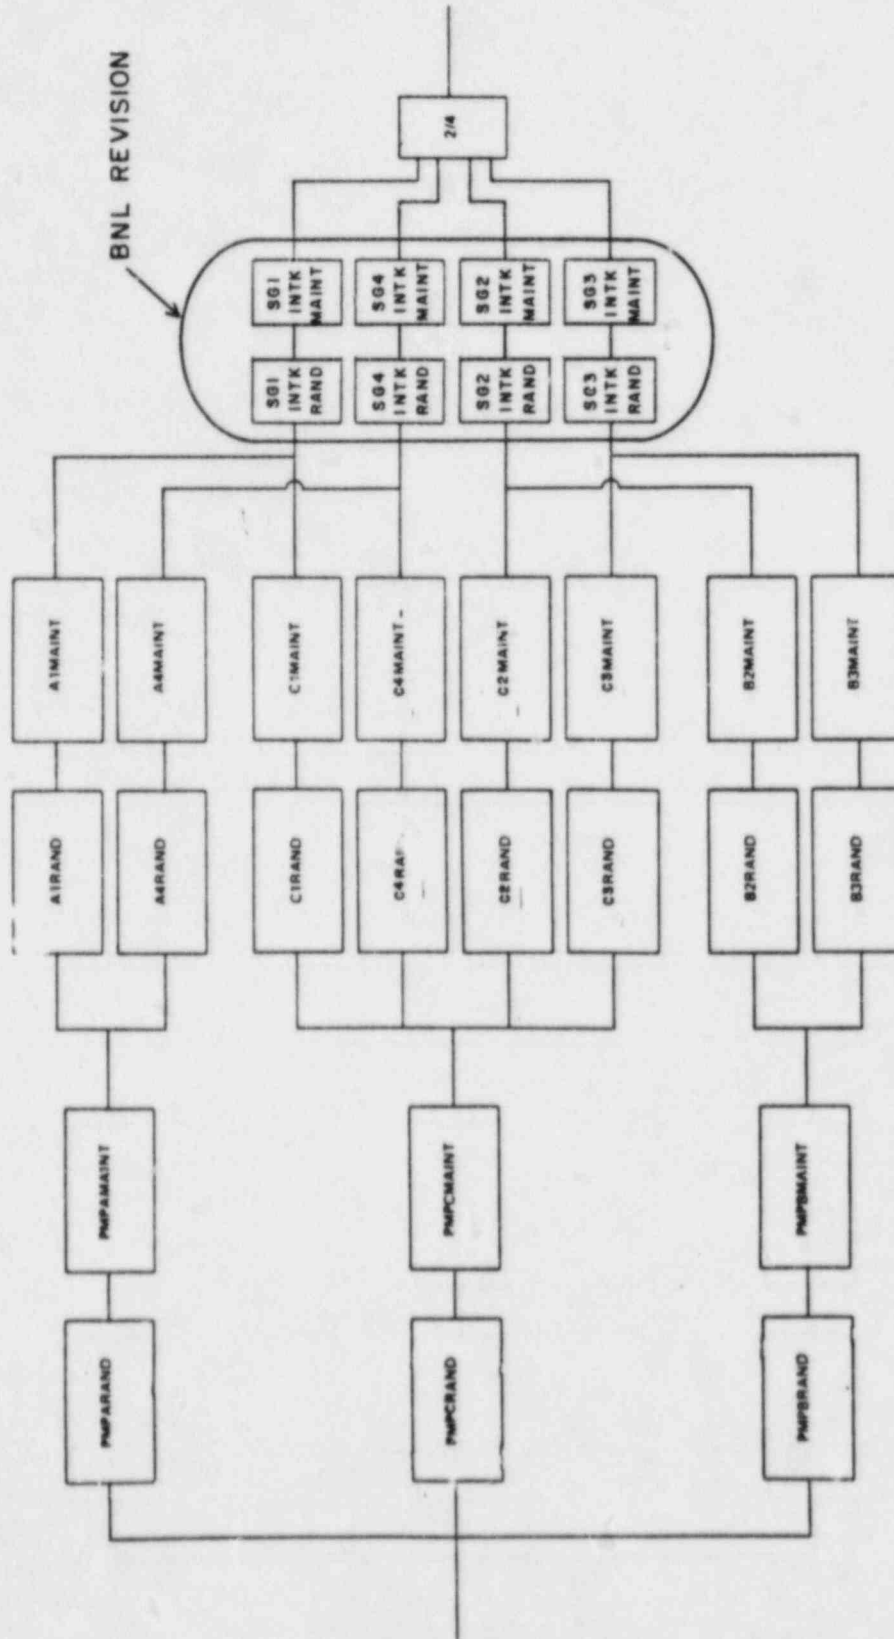 BNL REVISION
2/4
SG1
INTK
MAINT
SG4
INTK
MAINT
SG2
INTK
MAINT
SG3
INTK
MAINT
SG1
INTK
RAND
SG4
INTK
RAND
SG2
INTK
RAND
SC3
INTK
RAND
A1MAINT
A4MAINT
C1MAINT
C4MAINT
C2MAINT
C3MAINT
B2MAINT
B3MAINT
A1RAND
A4RAND
C1RAND
C4RA
C2RAND
C3RAND
B2RAND
B3RAND
PMPAMAINT
PMPCMAINT
PMPBMAINT
PMPARAND
PMPCRAND
PMPBRAND